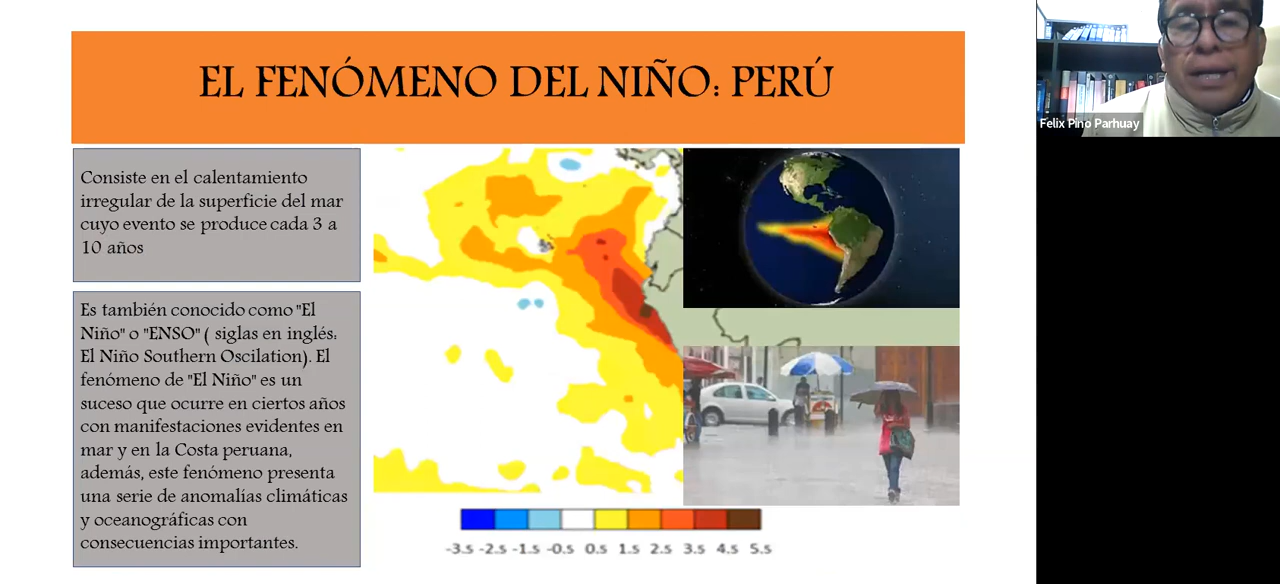 EL FENÓMENO DEL NIÑO: PERÚ
Consiste en el calentamiento
irregular de la superficie del mar
cuyo evento se produce cada 3 a
10 años
Es también conocido como "El
Niño" o "ENSO" ( siglas en inglés:
El Niño Southern Oscilation). El
fenómeno de "El Niño" es un
suceso que ocurre en ciertos años
con manifestaciones evidentes en
mar y en la Costa peruana,
además, este fenómeno presenta
una serie de anomalías climáticas
y oceanográficas con
consecuencias importantes.
-3.5 -2.5 -1.5 -0.5 0.5 1.5 2.5 3.5 4.5 5.5
Felix Pino Parhuay